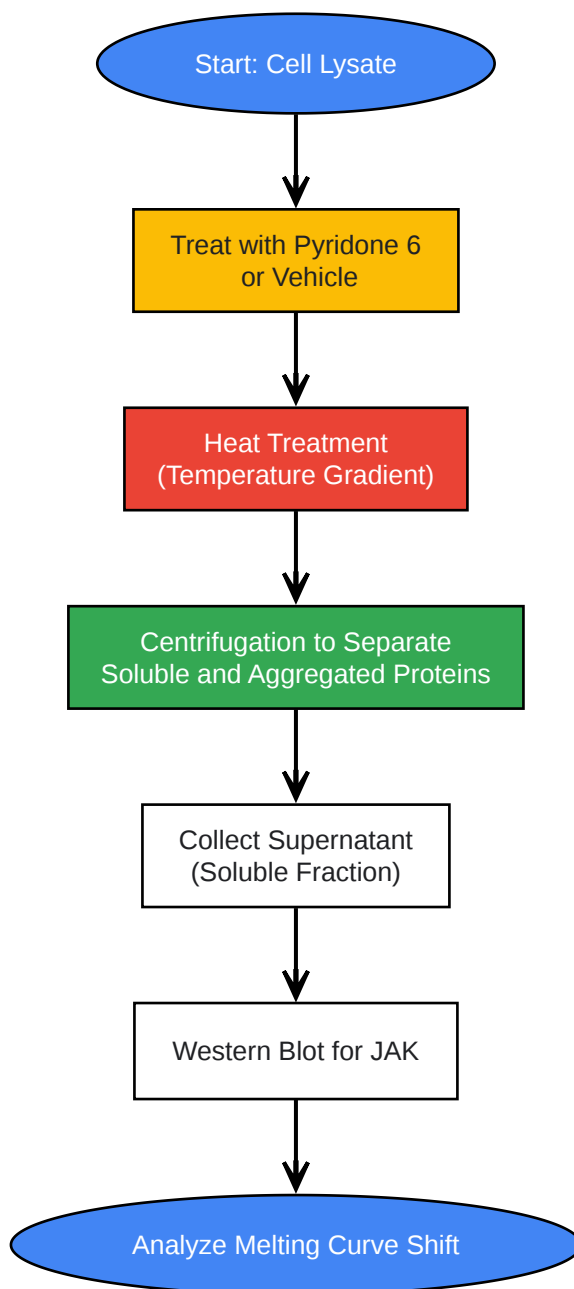 Start: Cell Lysate
Treat with Pyridone 6
or Vehicle
Heat Treatment
(Temperature Gradient)
Centrifugation to Separate
Soluble and Aggregated Proteins
Collect Supernatant
(Soluble Fraction)
Western Blot for JAK
Analyze Melting Curve Shift